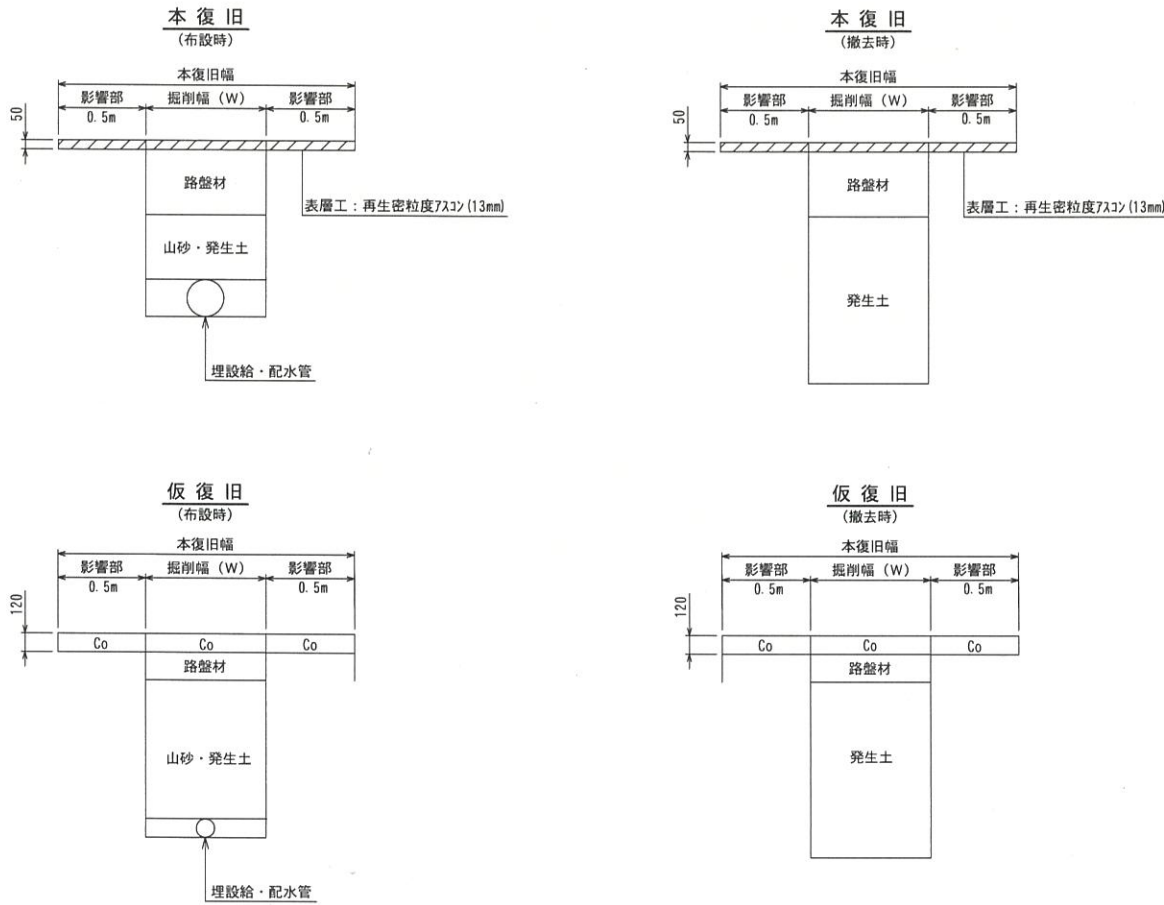 本復旧
(布設時)
本復旧幅
影響部
掘削幅(W)
影響部
0.5m
0.5m
50
路盤材
表層工:再生密粒度アスコン(13mm)
山砂・発生土
埋設給・配水管
本復旧
(撤去時)
本復旧幅
影響部
掘削幅(W)
影響部
0.5m
0.5m
50
路盤材
表層工:再生密粒度アスコン(13mm)
発生土
仮復旧
(布設時)
本復旧幅
影響部
掘削幅(W)
影響部
0.5m
0.5m
120
Co
Co
Co
路盤材
山砂・発生土
埋設給・配水管
仮復旧
(撤去時)
本復旧幅
影響部
掘削幅(W)
影響部
0.5m
0.5m
120
Co
Co
Co
路盤材
発生土